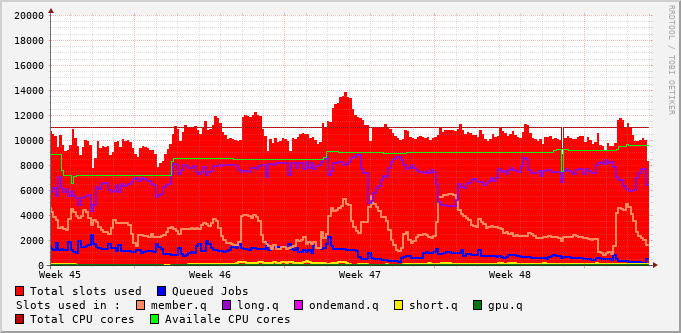 20000
18000
16000
14000
12000
10000
8000
6000
4000
2000
0
Week 45 Week 46 Week 47 Week 48
RRDTOOL / TOBI OETIKER
Total slots used Queued Jobs
Slots used in : member.q long.q ondemand.q short.q gpu.q
Total CPU cores Availale CPU cores